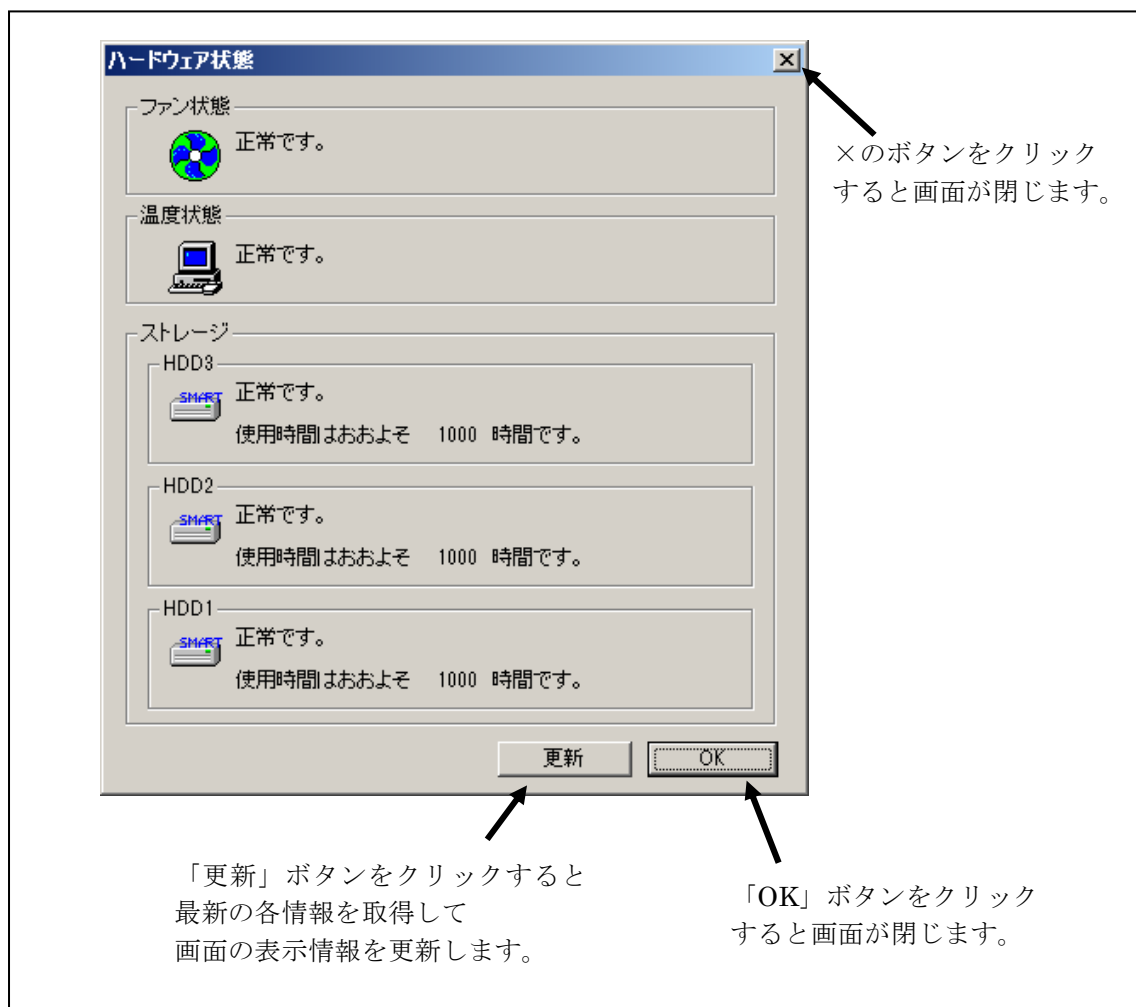 ハードウェア状態
ファン状態
正常です。
×のボタンをクリック
すると画面が閉じます。
温度状態
正常です。
ストレージ
HDD3
SMART
正常です。
使用時間はおおよそ 1000 時間です。
HDD2
SMART
正常です。
使用時間はおおよそ 1000 時間です。
HDD1
SMART
正常です。
使用時間はおおよそ 1000 時間です。
更新
OK
「更新」ボタンをクリックすると
最新の各情報を取得して
画面の表示情報を更新します。
「OK」ボタンをクリック
すると画面が閉じます。